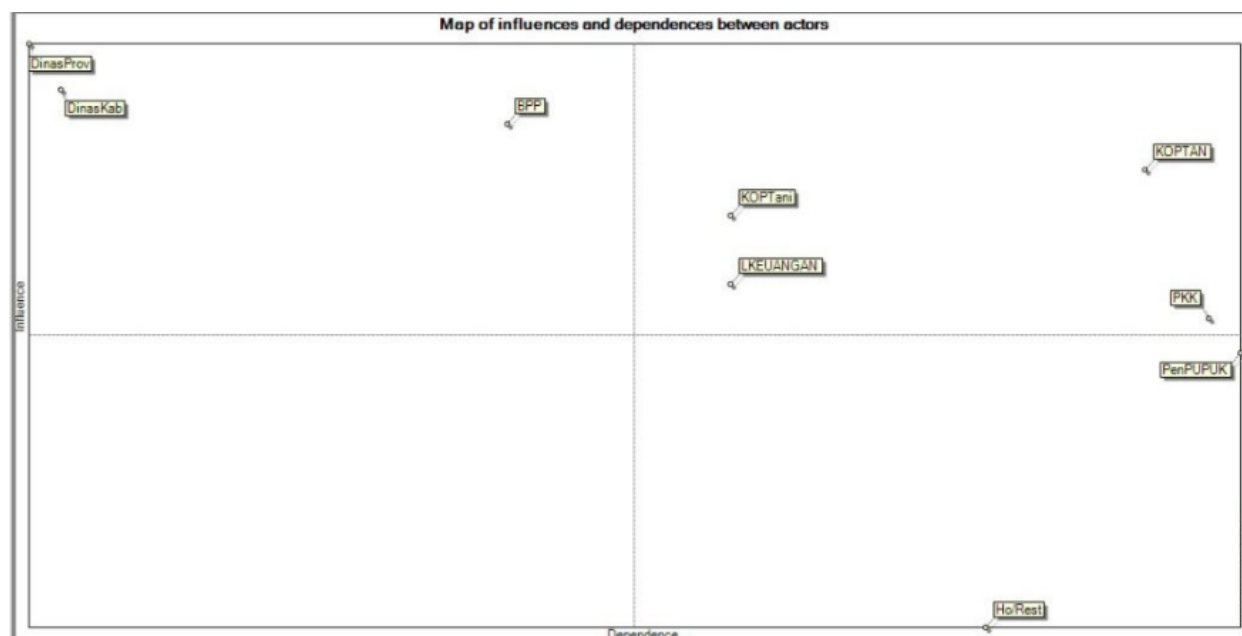 Map of influences and dependences between actors
DinasProv
DinasKab
BPP
KOPTAN
KOPTani
LKEUANGAN
PKK
Influence
PenPUPUK
Ho/Rest
Dependence